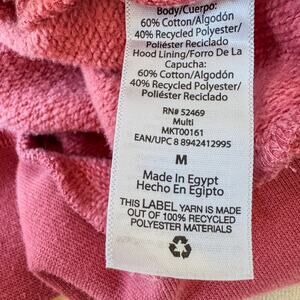 Body/Cuerpo:
60% Cotton/Algodón
40% Recycled Polyester/
Poliéster Reciclado
Hood Lining/Forro De La
Capucha:
60% Cotton/Algodón
40% Recycled Polyester/
Poliéster Reciclado
RN# 52469
Multi
MKT00161
EAN/UPC 8 8942412995
M
Made In Egypt
Hecho En Egipto
THIS LABEL YARN IS MADE
OUT OF 100% RECYCLED
POLYESTER MATERIALS